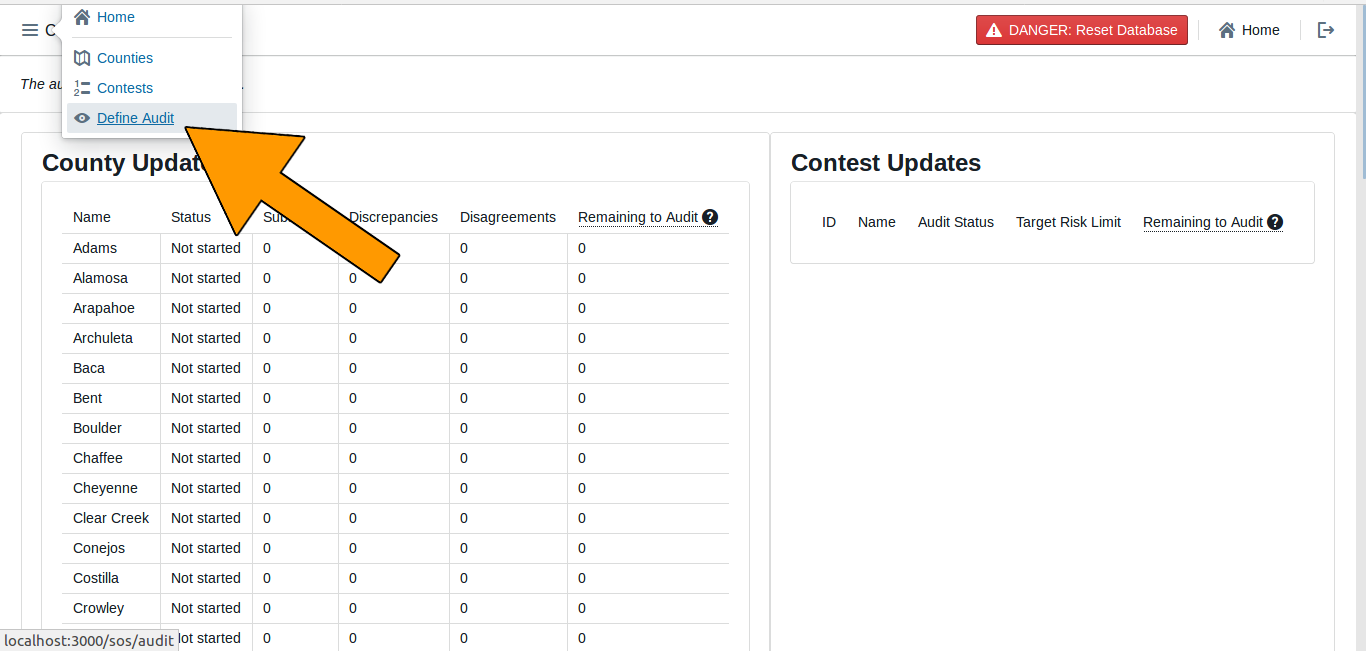 Home
C
DANGER: Reset Database
Home
Counties
Contests
Define Audit
The au
County Updat
Contest Updates
Name Status Sub Discrepancies Disagreements Remaining to Audit ?
ID Name Audit Status Target Risk Limit Remaining to Audit ?
Adams Not started 0 0 0
Alamosa Not started 0 0 0 0
Arapahoe Not started 0 0 0 0
Archuleta Not started 0 0 0 0
Baca Not started 0 0 0 0
Bent Not started 0 0 0 0
Boulder Not started 0 0 0 0
Chaffee Not started 0 0 0 0
Cheyenne Not started 0 0 0 0
Clear Creek Not started 0 0 0 0
Conejos Not started 0 0 0 0
Costilla Not started 0 0 0 0
Crowley Not started 0 0 0 0
Not started 0 0 0 0
localhost:3000/sos/audit